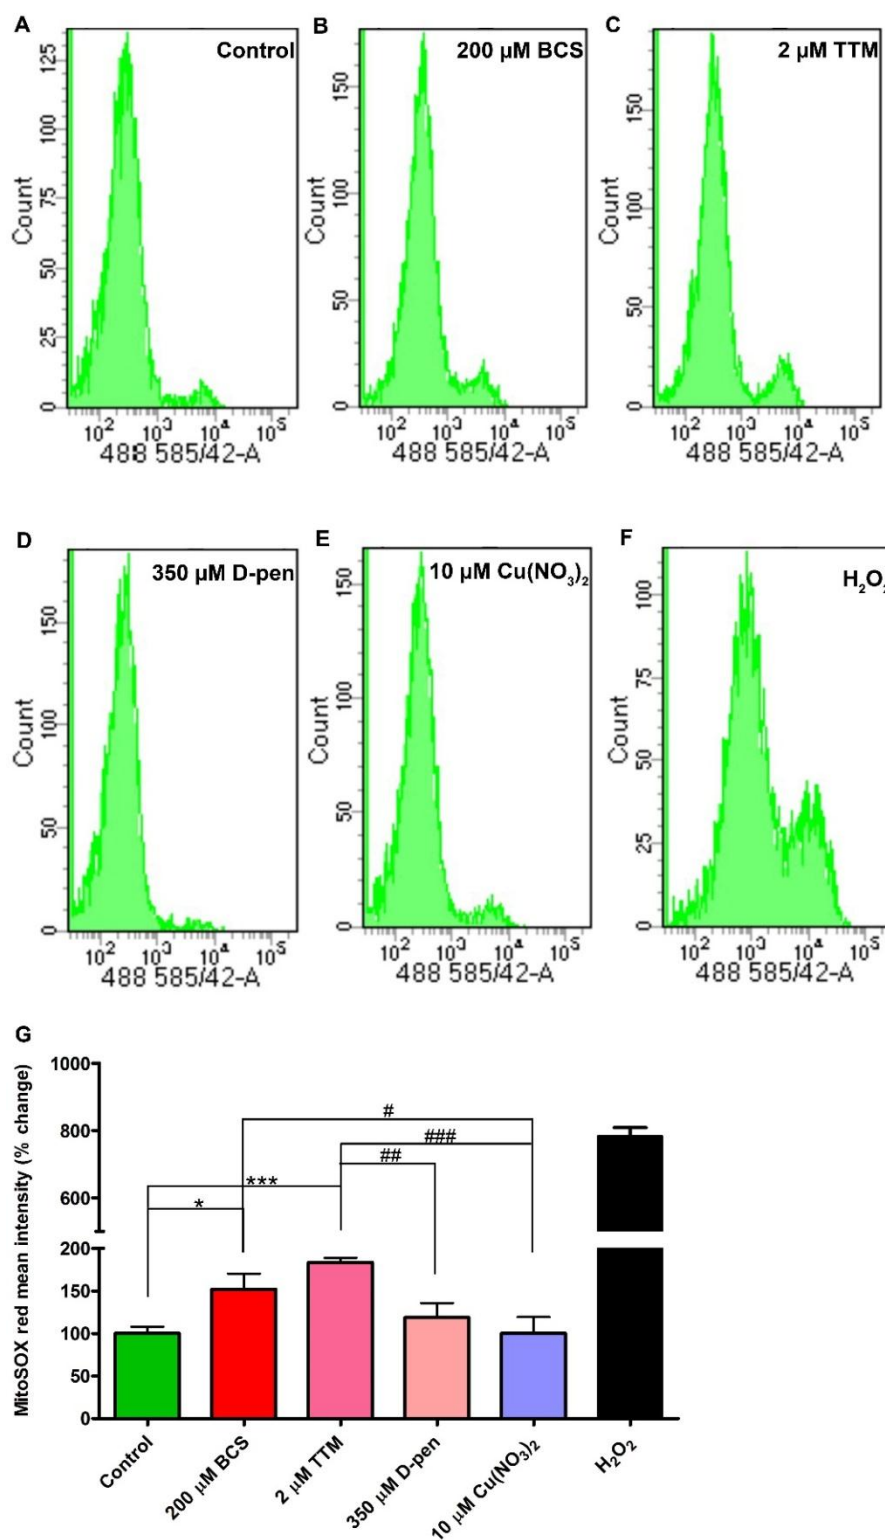 A
Control
125
100
75
50
25
0
Count
10² 10³ 10⁴ 10⁵
488 585/42-A
B
200 µM BCS
150
100
50
0
Count
10² 10³ 10⁴ 10⁵
488 585/42-A
C
2 µM TTM
150
100
50
0
Count
10² 10³ 10⁴ 10⁵
488 585/42-A
D
350 µM D-pen
150
100
50
0
Count
10² 10³ 10⁴ 10⁵
488 585/42-A
E
10 µM Cu(NO₃)₂
150
100
50
0
Count
10² 10³ 10⁴ 10⁵
488 585/42-A
F
H₂O₂
100
75
50
25
0
Count
10² 10³ 10⁴ 10⁵
488 585/42-A
G
MitoSOX red mean intensity (% change)
1000
800
600
200
150
100
50
0
#
###
##
***
*
Control
200 µM BCS
2 µM TTM
350 µM D-pen
10 µM Cu(NO₃)₂
H₂O₂